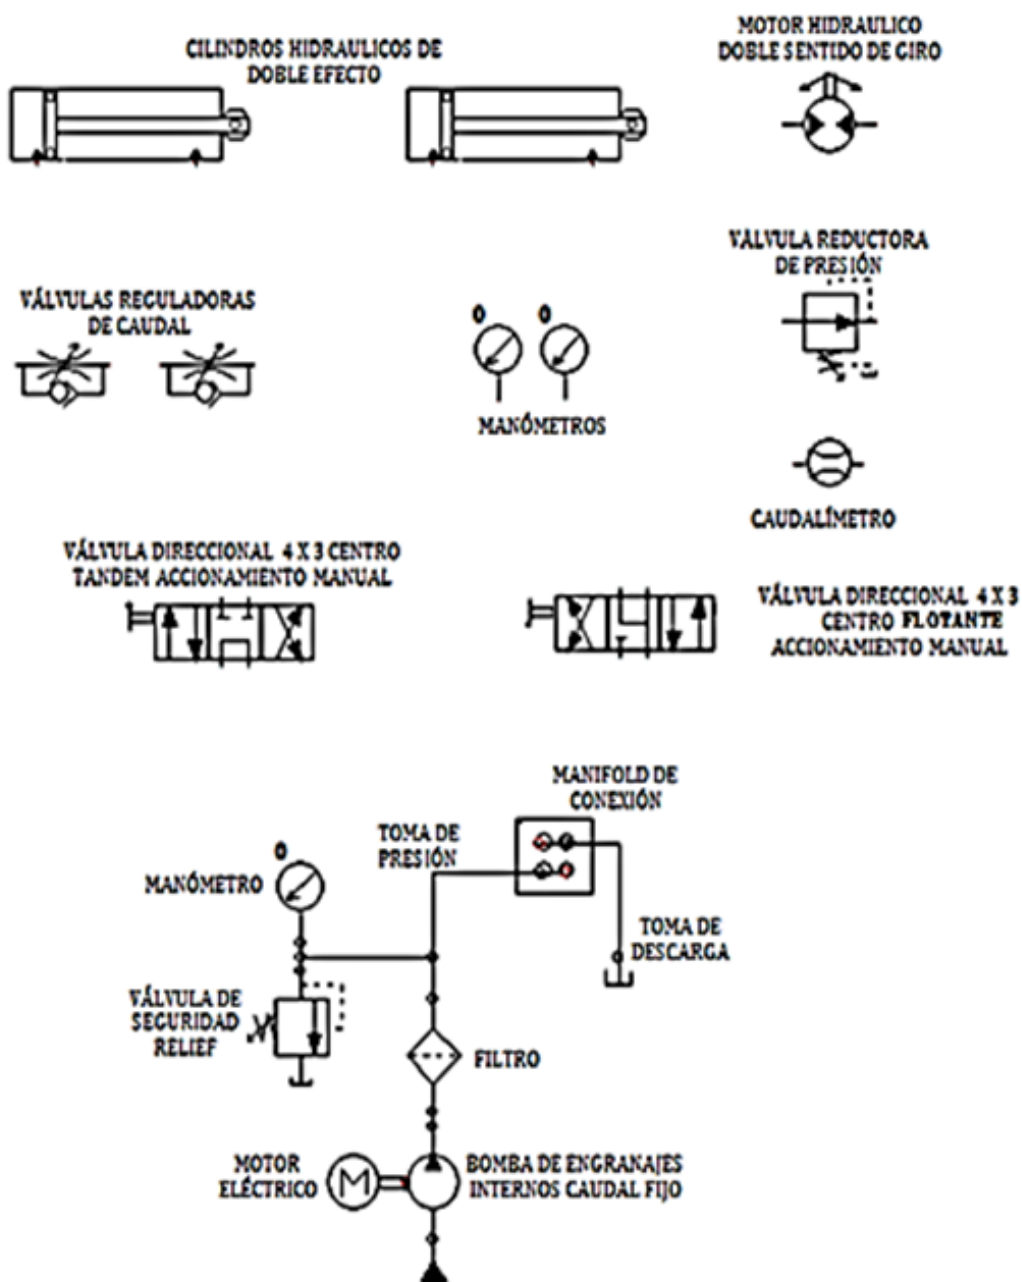 CILINDROS HIDRAULICOS DE
DOBLE EFECTO
MOTOR HIDRAULICO
DOBLE SENTIDO DE GIRO
VÁLVULA REDUCTORA
DE PRESIÓN
VÁLVULAS REGULADORAS
DE CAUDAL
0
0
MANÓMETROS
CAUDALÍMETRO
VÁLVULA DIRECCIONAL 4 X 3 CENTRO
TANDEM ACCIONAMIENTO MANUAL
VÁLVULA DIRECCIONAL 4 X 3
CENTRO FLOTANTE
ACCIONAMIENTO MANUAL
MANIFOLD DE
CONEXIÓN
TOMA DE
PRESIÓN
0
MANÓMETRO
TOMA DE
DESCARGA
VÁLVULA DE
SEGURIDAD
RELIEF
FILTRO
MOTOR
ELÉCTRICO
M
BOMBA DE ENGRANAJES
INTERNOS CAUDAL FIJO